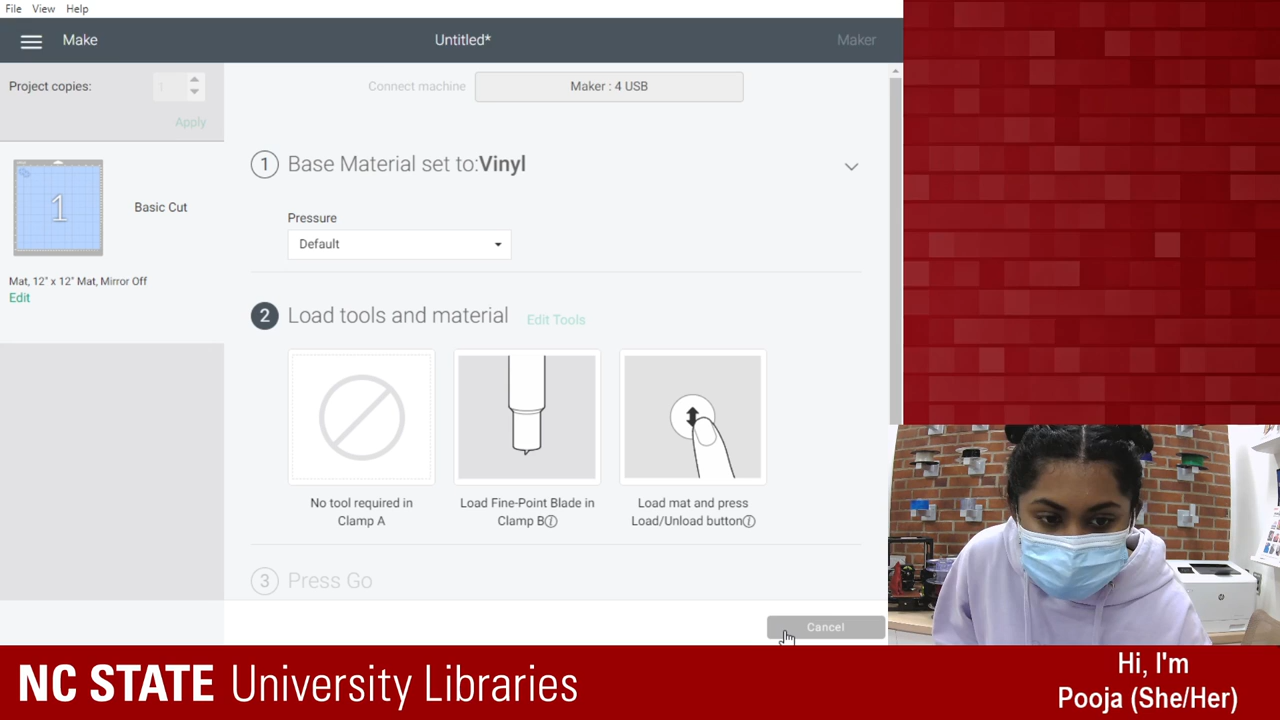 File View Help
Make
Untitled*
Maker
Project copies:
1
Apply
Connect machine
Maker : 4 USB
1
Basic Cut
Mat, 12" x 12" Mat, Mirror Off
Edit
1 Base Material set to:Vinyl
Pressure
Default
2 Load tools and material Edit Tools
No tool required in
Clamp A
Load Fine-Point Blade in
Clamp B
Load mat and press
Load/Unload button
3 Press Go
Cancel
NC STATE University Libraries
Hi, I'm
Pooja (She/Her)